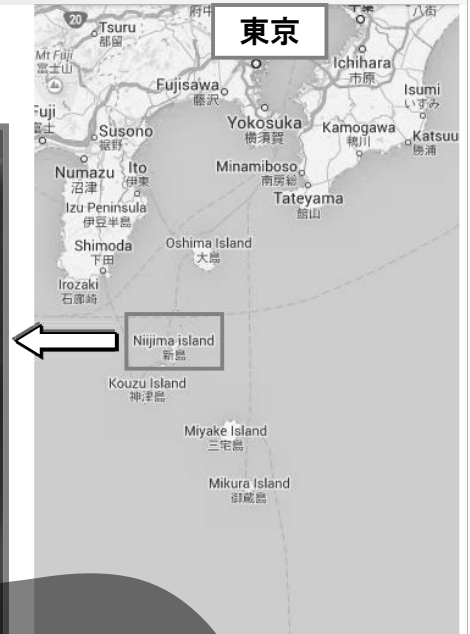 20
Tsuru
都留
府中
東京
八街
Mt Fuji
富士山
Ichihara
市原
Fujisawa
藤沢
Isumi
いすみ
Fuji
富士
Susono
裾野
Yokosuka
横須賀
Kamogawa
鴨川
Katsuu
勝浦
Numazu
沼津
Ito
伊東
Minamiboso
南房総
Tateyama
館山
Izu Peninsula
伊豆半島
Shimoda
下田
Oshima Island
大島
Irozaki
石廊崎
Niijima island
新島
Kouzu Island
神津島
Miyake Island
三宅島
Mikura Island
御蔵島